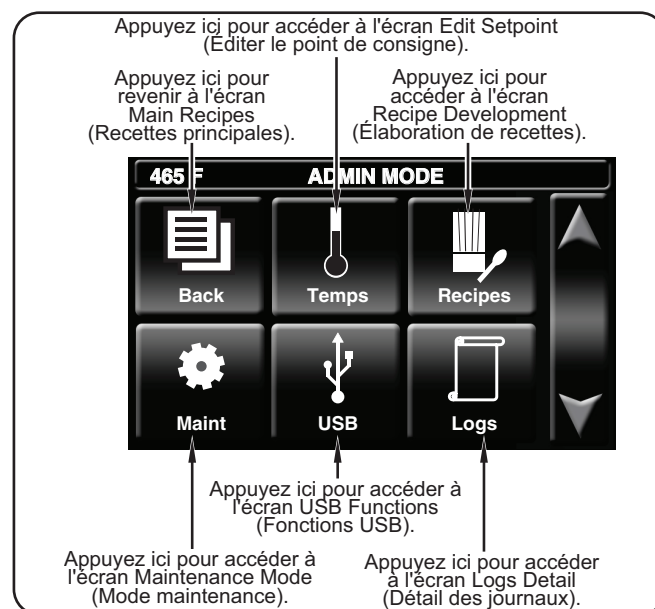 Appuyez ici pour accéder à l'écran Edit Setpoint
(Éditer le point de consigne).
Appuyez ici pour
revenir à l'écran
Main Recipes
(Recettes principales).
Appuyez ici pour
accéder à l'écran
Recipe Development
(Élaboration de recettes).
465 F ADMIN MODE
Back Temps Recipes
Maint USB Logs
Appuyez ici pour accéder à
l'écran USB Functions
(Fonctions USB).
Appuyez ici pour accéder à
l'écran Maintenance Mode
(Mode maintenance).
Appuyez ici pour accéder
à l'écran Logs Detail
(Détail des journaux).